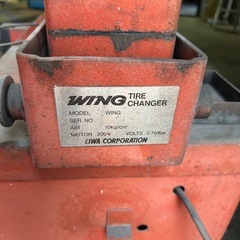 WING TIRE CHANGER
MODEL WING
SER. NO
AIR 10kg/cm²
MOTOR 200V VOLTS 0.75Kw
EIWA CORPORATION